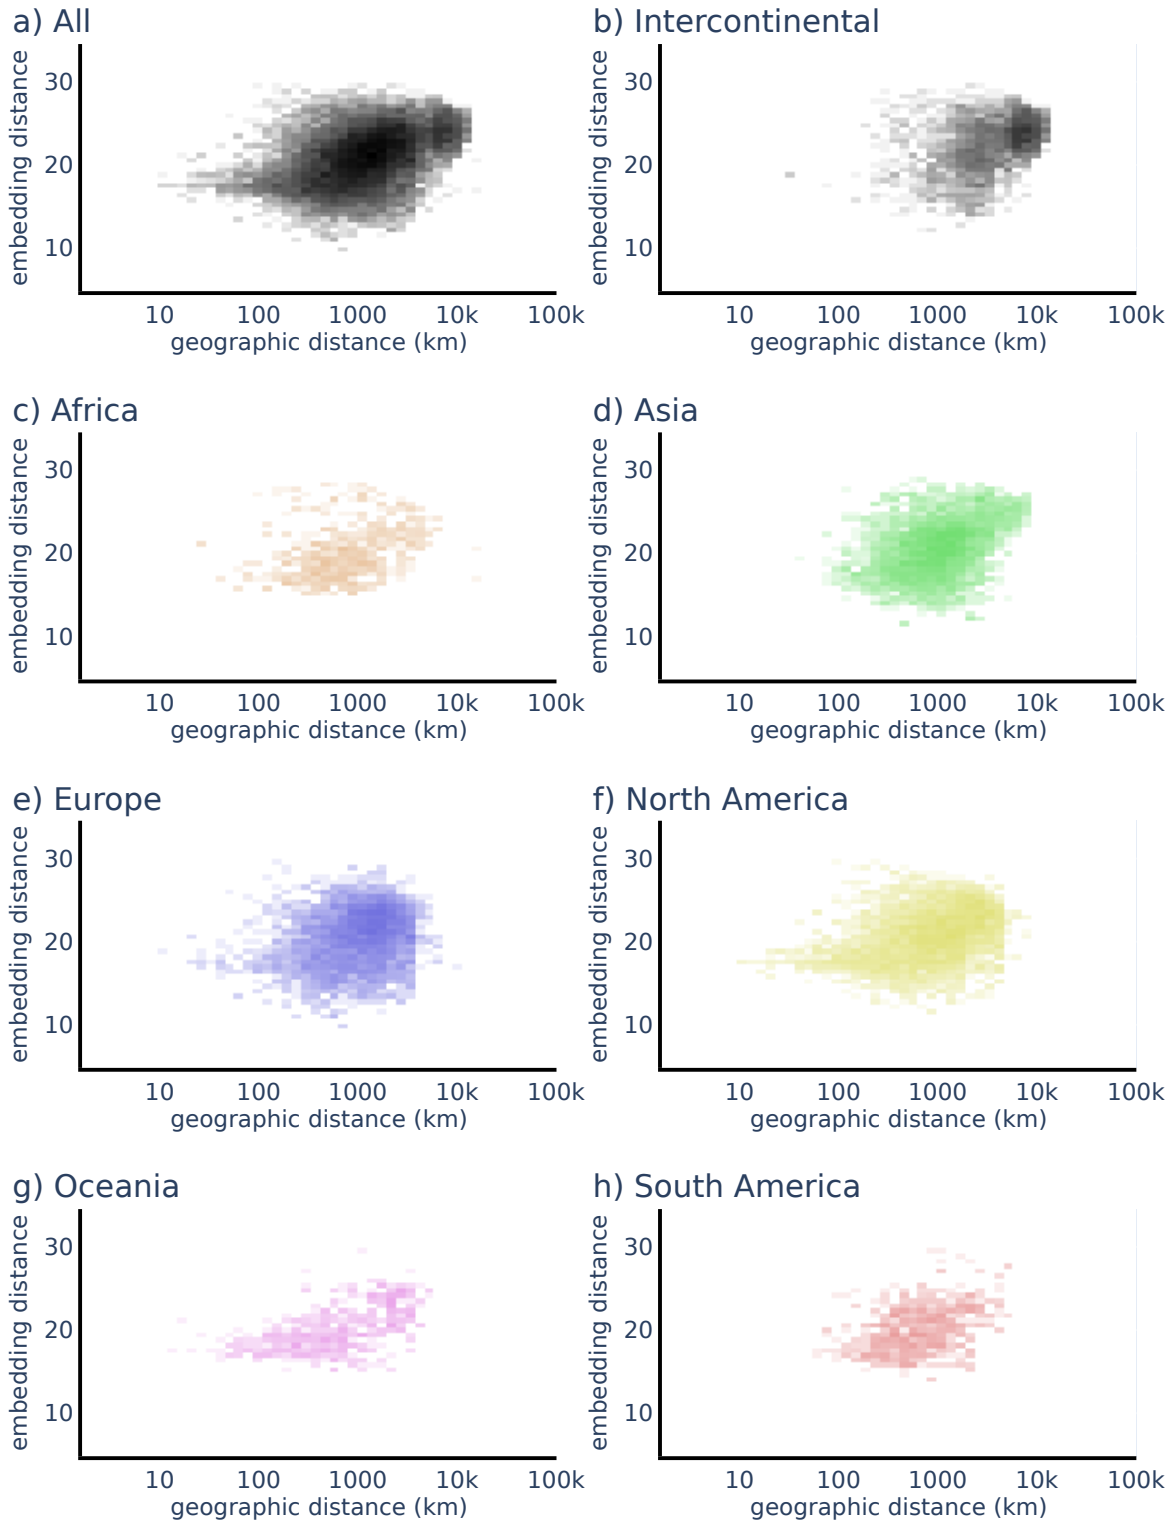 a) All
embedding distance
30
20
10
10 100 1000 10k 100k
geographic distance (km)
b) Intercontinental
embedding distance
30
20
10
10 100 1000 10k 100k
geographic distance (km)
c) Africa
embedding distance
30
20
10
10 100 1000 10k 100k
geographic distance (km)
d) Asia
embedding distance
30
20
10
10 100 1000 10k 100k
geographic distance (km)
e) Europe
embedding distance
30
20
10
10 100 1000 10k 100k
geographic distance (km)
f) North America
embedding distance
30
20
10
10 100 1000 10k 100k
geographic distance (km)
g) Oceania
embedding distance
30
20
10
10 100 1000 10k 100k
geographic distance (km)
h) South America
embedding distance
30
20
10
10 100 1000 10k 100k
geographic distance (km)